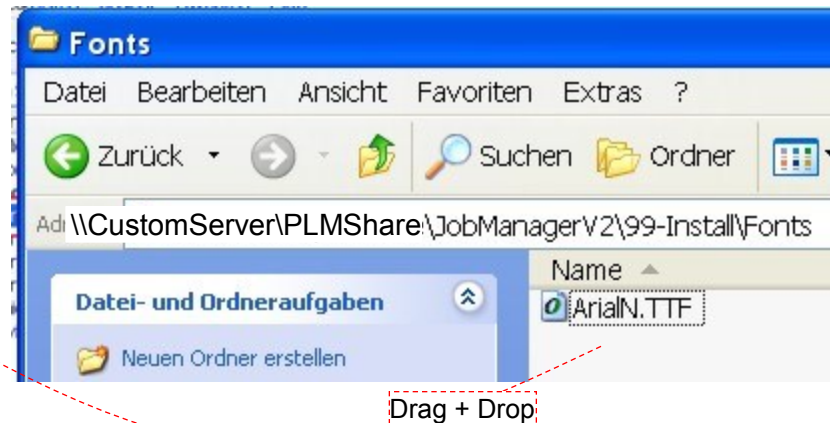 Fonts
Datei Bearbeiten Ansicht Favoriten Extras ?
Zurück Suchen Ordner
Ad \\CustomServer\PLMShare\JobManagerV2\99-Install\Fonts
Name
Datei- und Ordneraufgaben
ArialN.TTF
Neuen Ordner erstellen
Drag + Drop